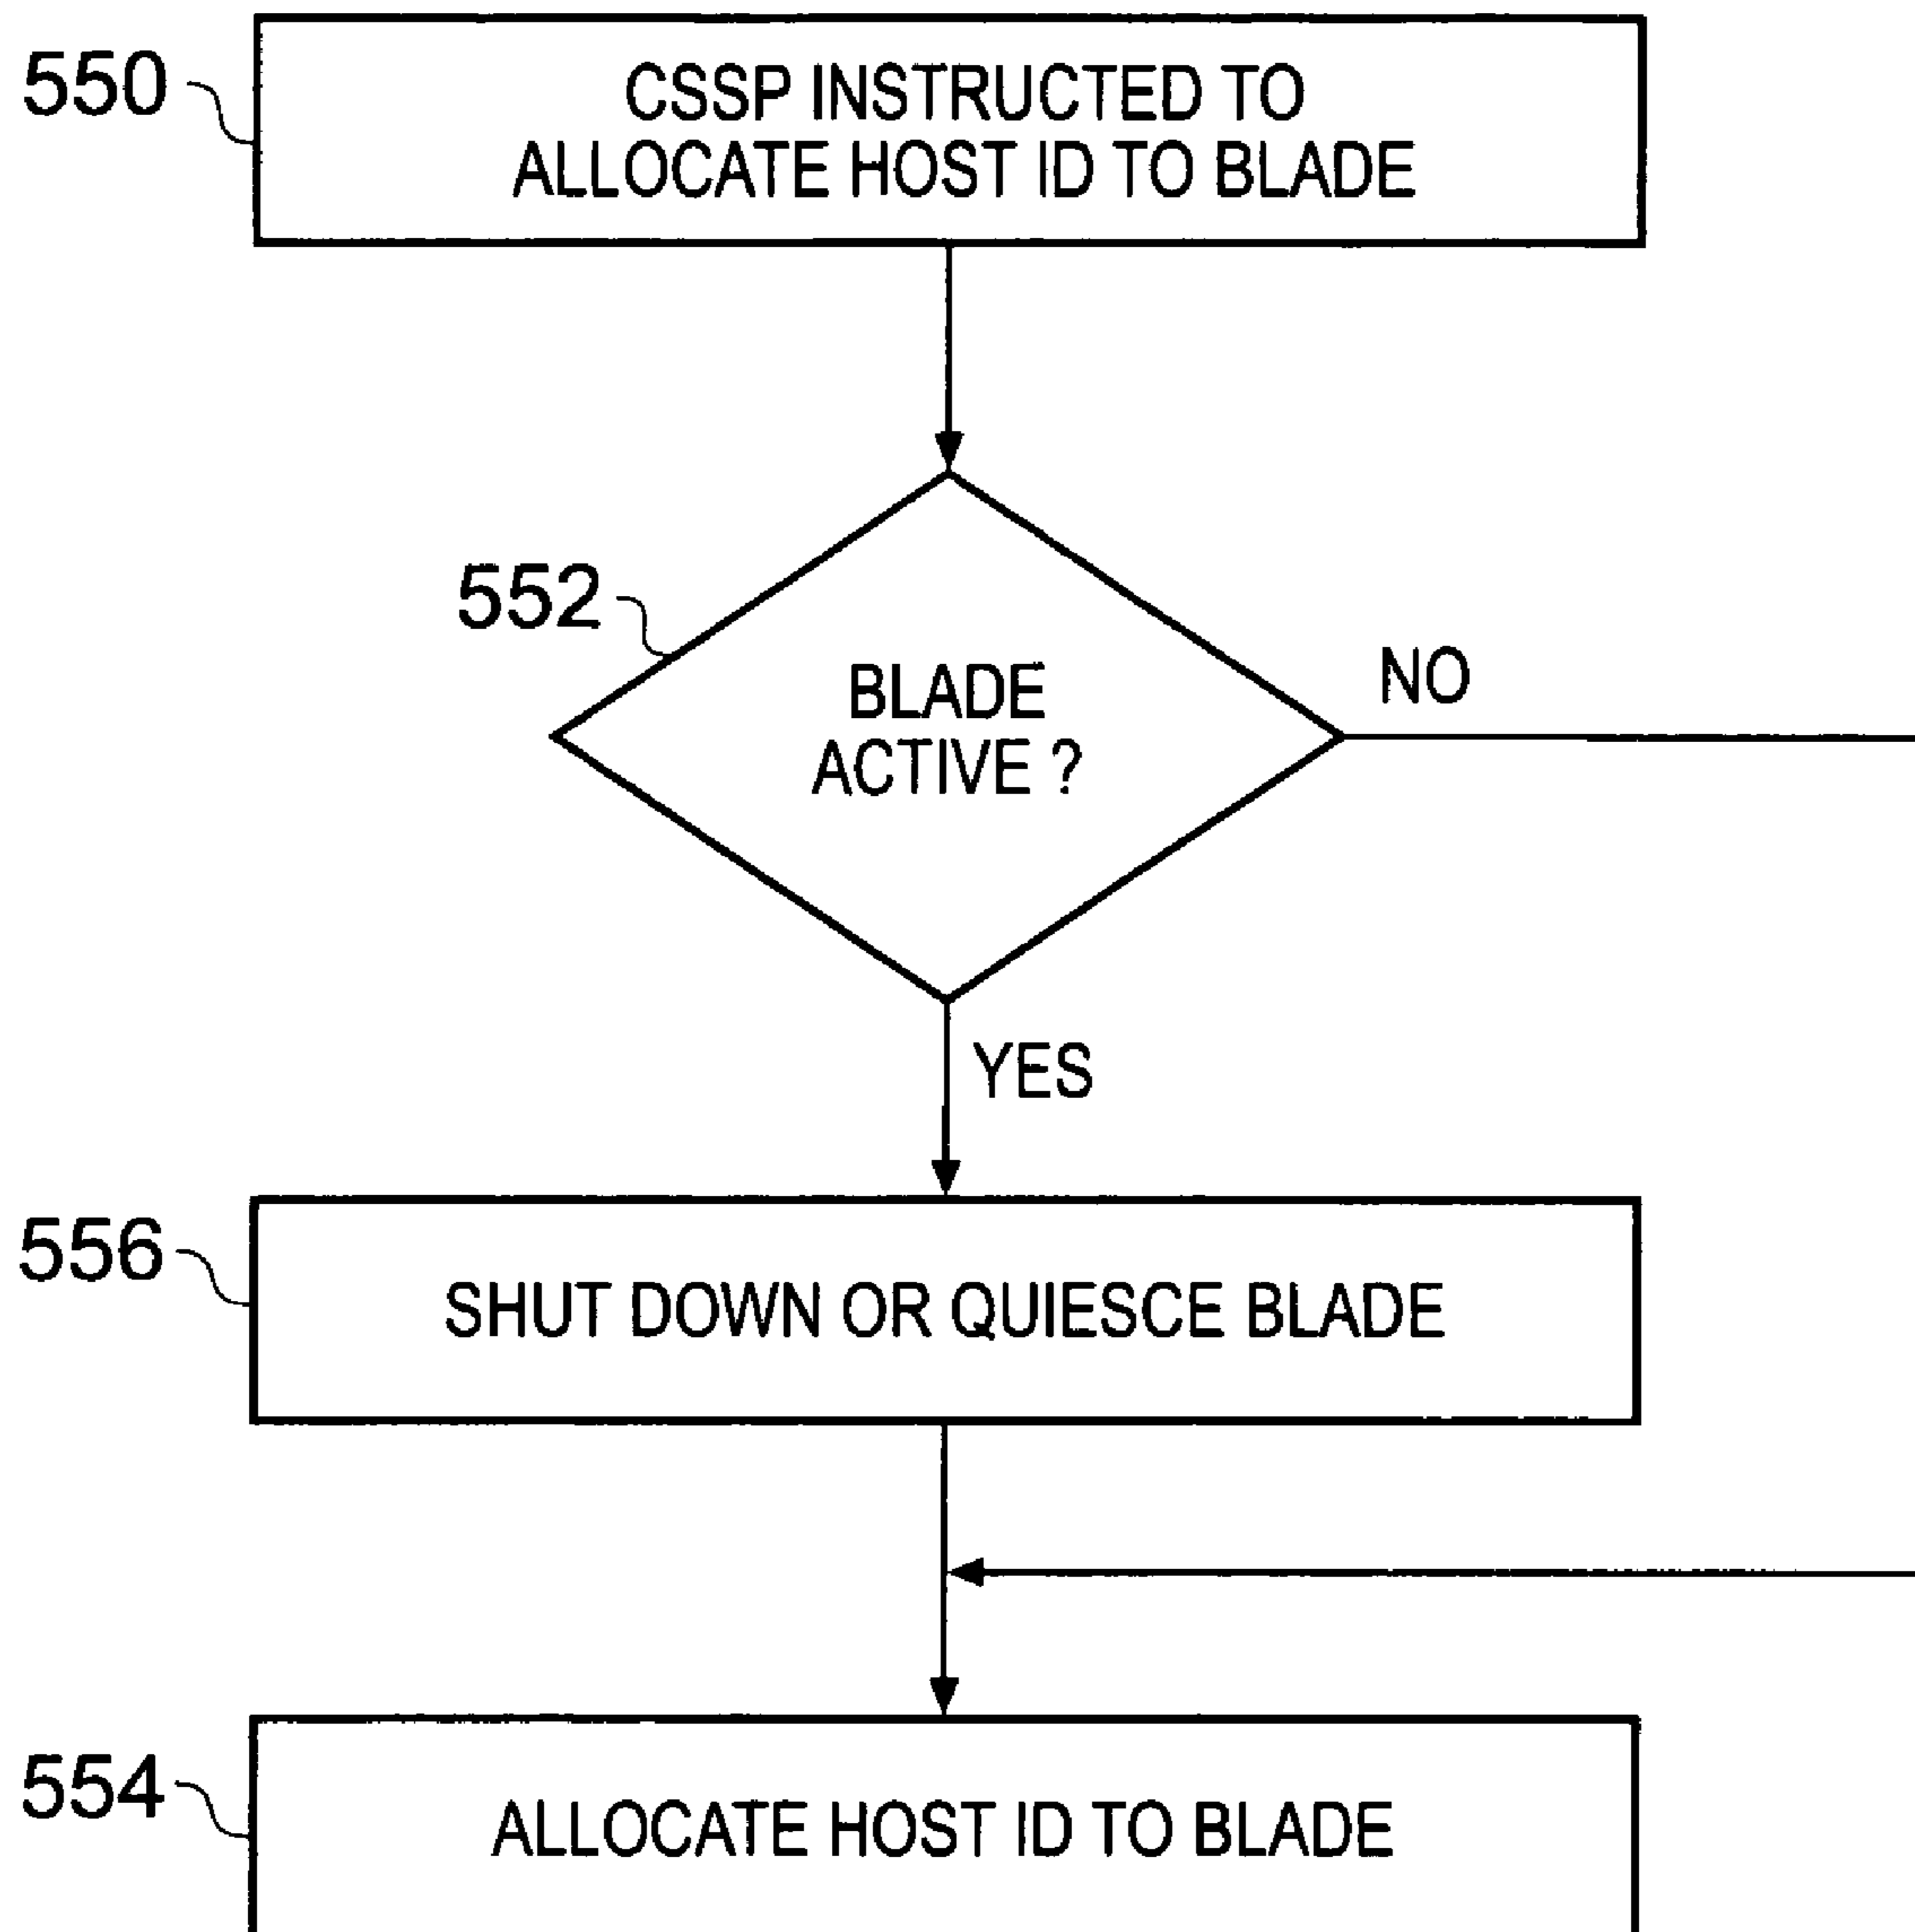 550
CSSP INSTRUCTED TO
ALLOCATE HOST ID TO BLADE
552
BLADE
ACTIVE ?
NO
YES
556
SHUT DOWN OR QUIESCE BLADE
554
ALLOCATE HOST ID TO BLADE